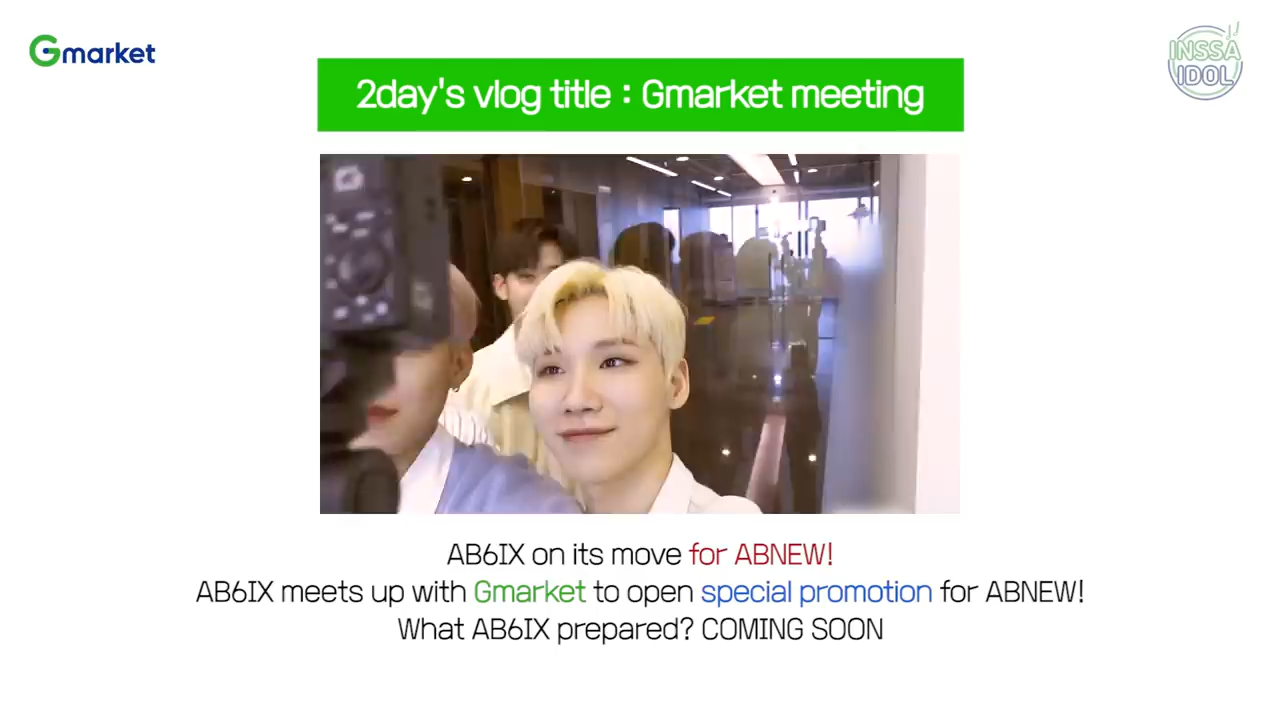 Gmarket
INSSA
IDOL
2day's vlog title : Gmarket meeting
AB6IX on its move for ABNEW!
AB6IX meets up with Gmarket to open special promotion for ABNEW!
What AB6IX prepared? COMING SOON